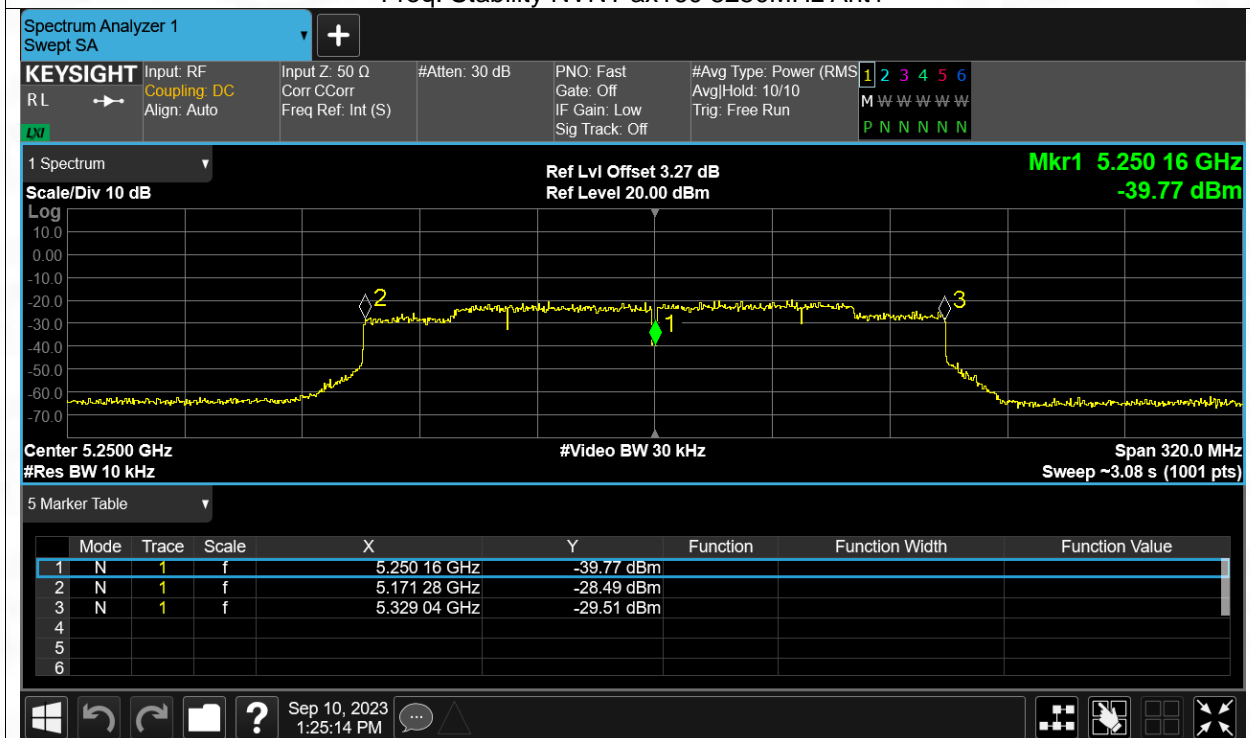 Spectrum Analyzer 1
Swept SA
+
KEYSIGHT
RL
LXI
Input: RF
Coupling: DC
Align: Auto
Input Z: 50 Ω
Corr CCorr
Freq Ref: Int (S)
#Atten: 30 dB
PNO: Fast
Gate: Off
IF Gain: Low
Sig Track: Off
#Avg Type: Power (RMS
Avg|Hold: 10/10
Trig: Free Run
1 2 3 4 5 6
M W W W W W
P N N N N N
1 Spectrum
Scale/Div 10 dB
Ref Lvl Offset 3.27 dB
Ref Level 20.00 dBm
Mkr1 5.250 16 GHz
-39.77 dBm
Log
10.0
0.00
-10.0
-20.0
-30.0
-40.0
-50.0
-60.0
-70.0
2
1
3
Center 5.2500 GHz
#Res BW 10 kHz
#Video BW 30 kHz
Span 320.0 MHz
Sweep ~3.08 s (1001 pts)
5 Marker Table
Mode Trace Scale X Y Function Function Width Function Value
1 N 1 f 5.250 16 GHz -39.77 dBm
2 N 1 f 5.171 28 GHz -28.49 dBm
3 N 1 f 5.329 04 GHz -29.51 dBm
4
5
6
?
Sep 10, 2023
1:25:14 PM